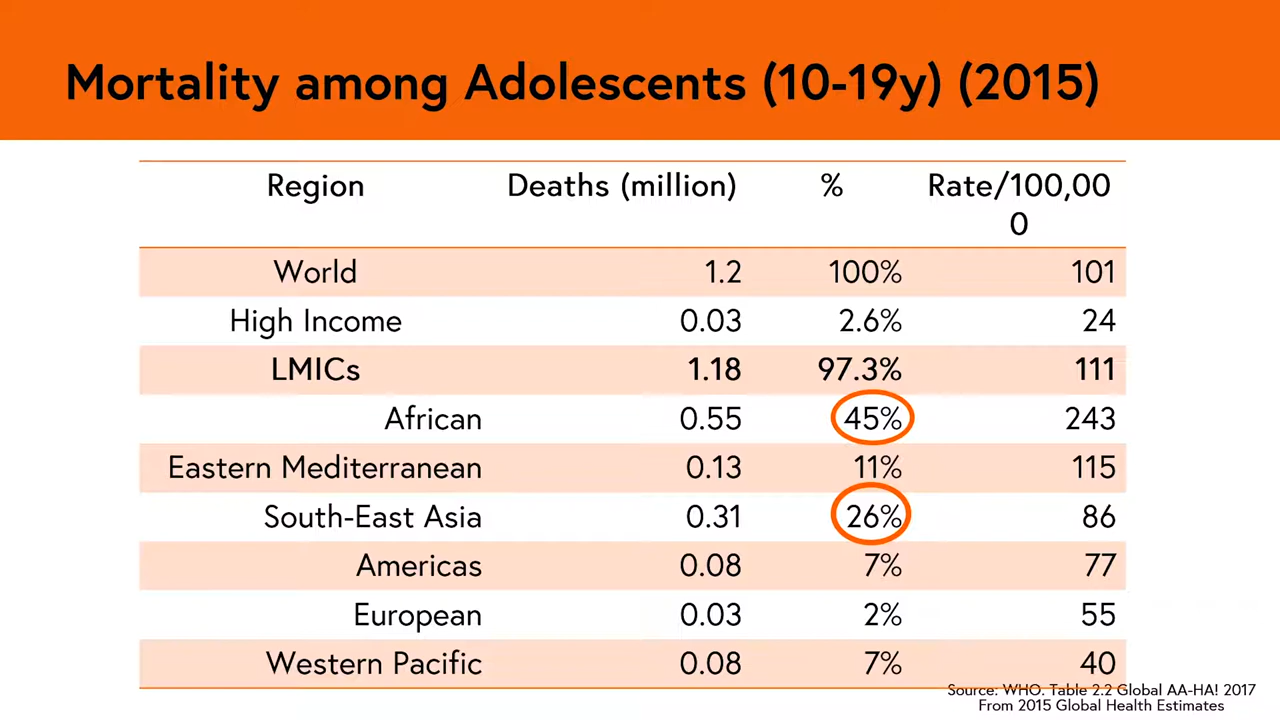 Mortality among Adolescents (10-19y) (2015)
Region Deaths (million) % Rate/100,00
0
World 1.2 100% 101
High Income 0.03 2.6% 24
LMICs 1.18 97.3% 111
African 0.55 45% 243
Eastern Mediterranean 0.13 11% 115
South-East Asia 0.31 26% 86
Americas 0.08 7% 77
European 0.03 2% 55
Western Pacific 0.08 7% 40
Source: WHO. Table 2.2 Global AA-HA! 2017
From 2015 Global Health Estimates